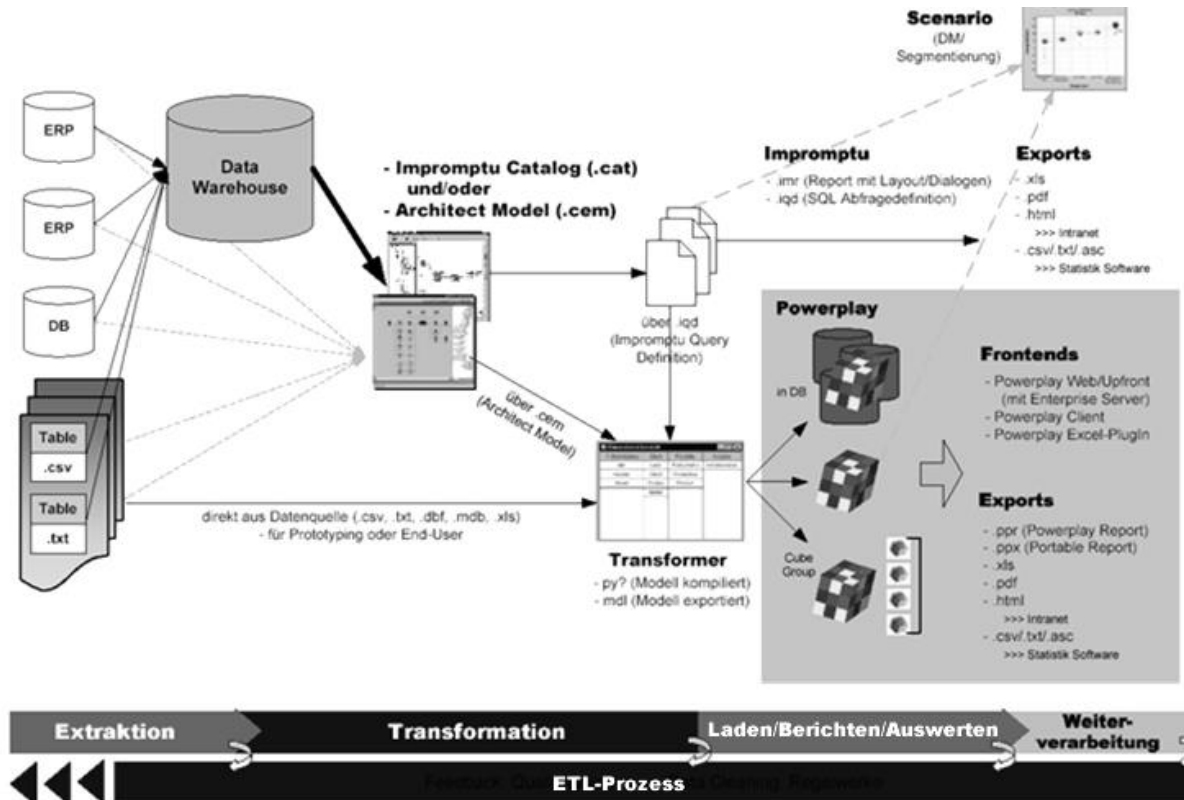 Scenario
(DM/
Segmentierung)
ERP
ERP
DB
Data
Warehouse
Table
.csv
Table
.txt
- Impromptu Catalog (.cat)
und/oder
- Architect Model (.cem)
Impromptu
- .imr (Report mit Layout/Dialogen)
- .iqd (SQL Abfragedefinition)
Exports
- .xls
- .pdf
- .html
>>> Intranet
- .csv/.txt/.asc
>>> Statistik Software
über .iqd
(Impromptu Query
Definition)
über .cem
(Architect Model)
direkt aus Datenquelle (.csv, .txt, .dbf, .mdb, .xls)
- für Prototyping oder End-User
Transformer
- py? (Modell kompiliert)
- mdl (Modell exportiert)
Powerplay
in DB
Cube
Group
Frontends
- Powerplay Web/Upfront
(mit Enterprise Server)
- Powerplay Client
- Powerplay Excel-PlugIn
Exports
- .ppr (Powerplay Report)
- .ppx (Portable Report)
- .xls
- .pdf
- .html
>>> Intranet
- .csv/.txt/.asc
>>> Statistik Software
Extraktion
Transformation
Laden/Berichten/Auswerten
Weiter-
verarbeitung
ETL-Prozess